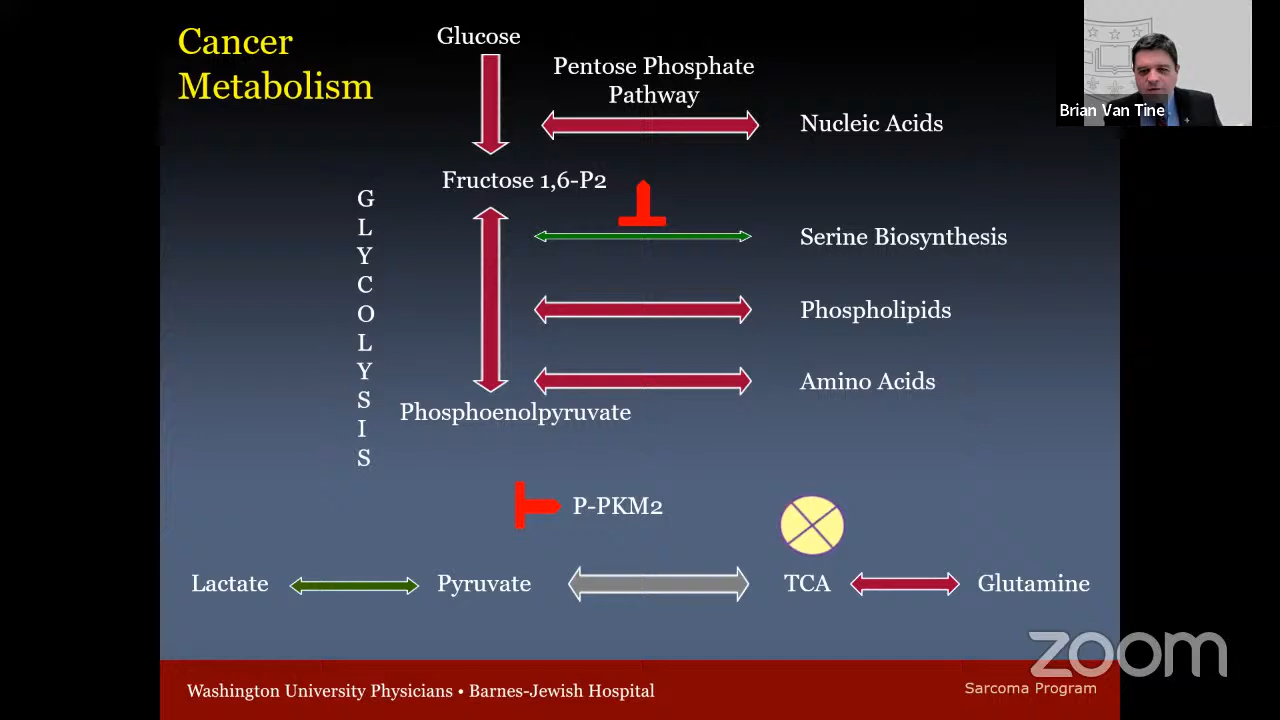 Cancer
Metabolism
Glucose
Pentose Phosphate
Pathway
Nucleic Acids
Brian Van Tine
Fructose 1,6-P2
G
L
Y
C
O
L
Y
S
I
S
Serine Biosynthesis
Phospholipids
Amino Acids
Phosphoenolpyruvate
P-PKM2
Lactate
Pyruvate
TCA
Glutamine
zoom
Washington University Physicians • Barnes-Jewish Hospital
Sarcoma Program